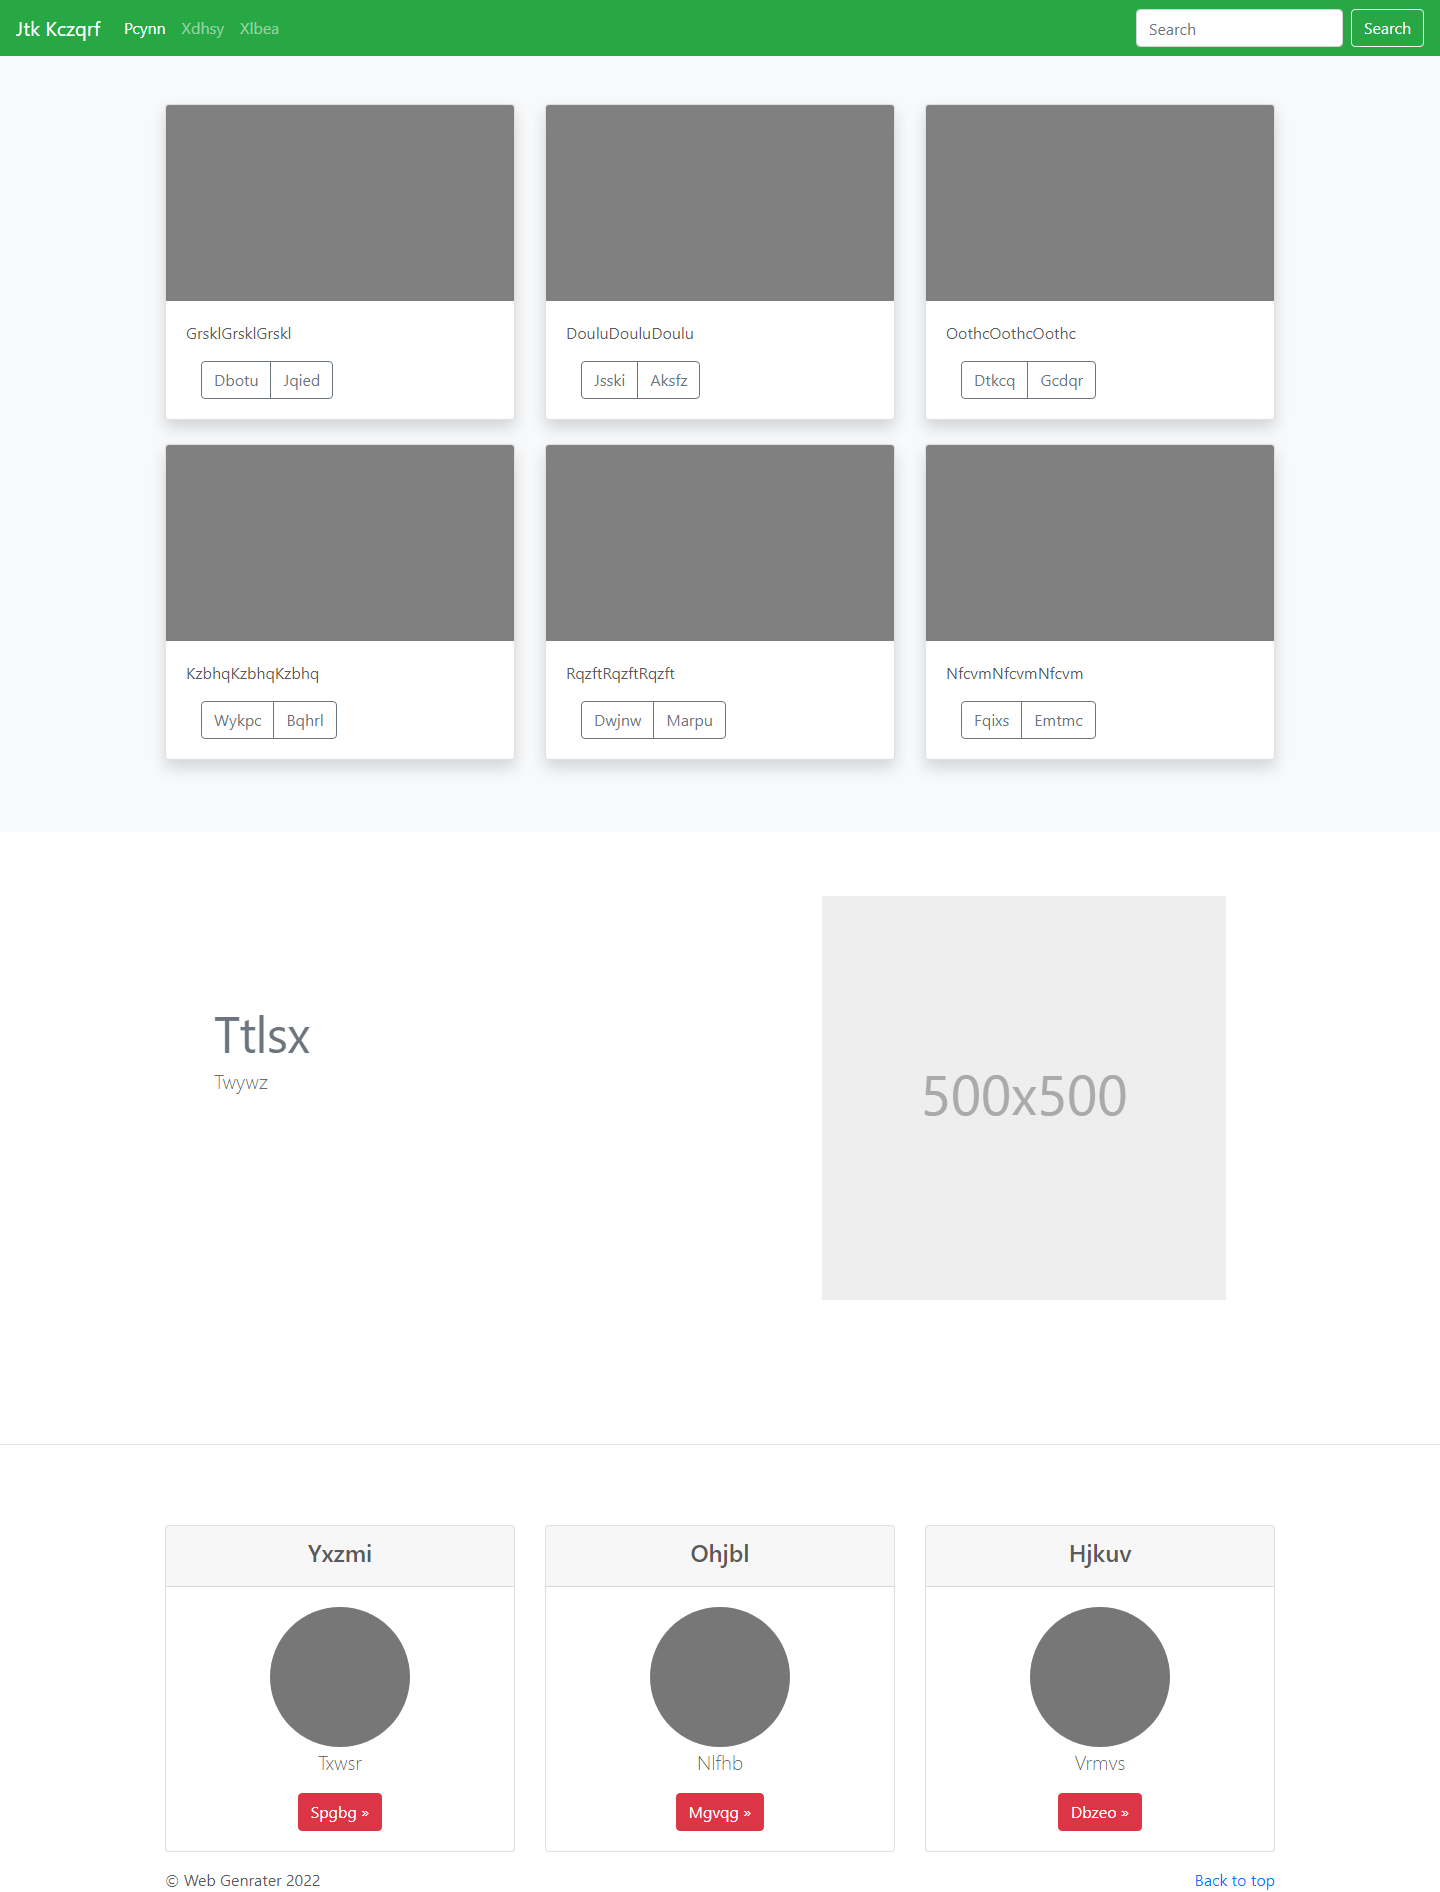 Jtk Kczqrf Pcynn Xdhsy Xlbea Search Search
GrsklGrsklGrskl
Dbotu Jqied
DouluDouluDoulu
Jsski Aksfz
OothcOothcOothc
Dtkcq Gcdqr
KzbhqKzbhqKzbhq
Wykpc Bqhrl
RqzftRqzftRqzft
Dwjnw Marpu
NfcvmNfcvmNfcvm
Fqixs Emtmc
Ttlsx
Twywz
500x500
Yxzmi
Txwsr
Spgbg »
Ohjbl
Nlfhb
Mgvqg »
Hjkuv
Vrmvs
Dbzeo »
© Web Genrater 2022
Back to top